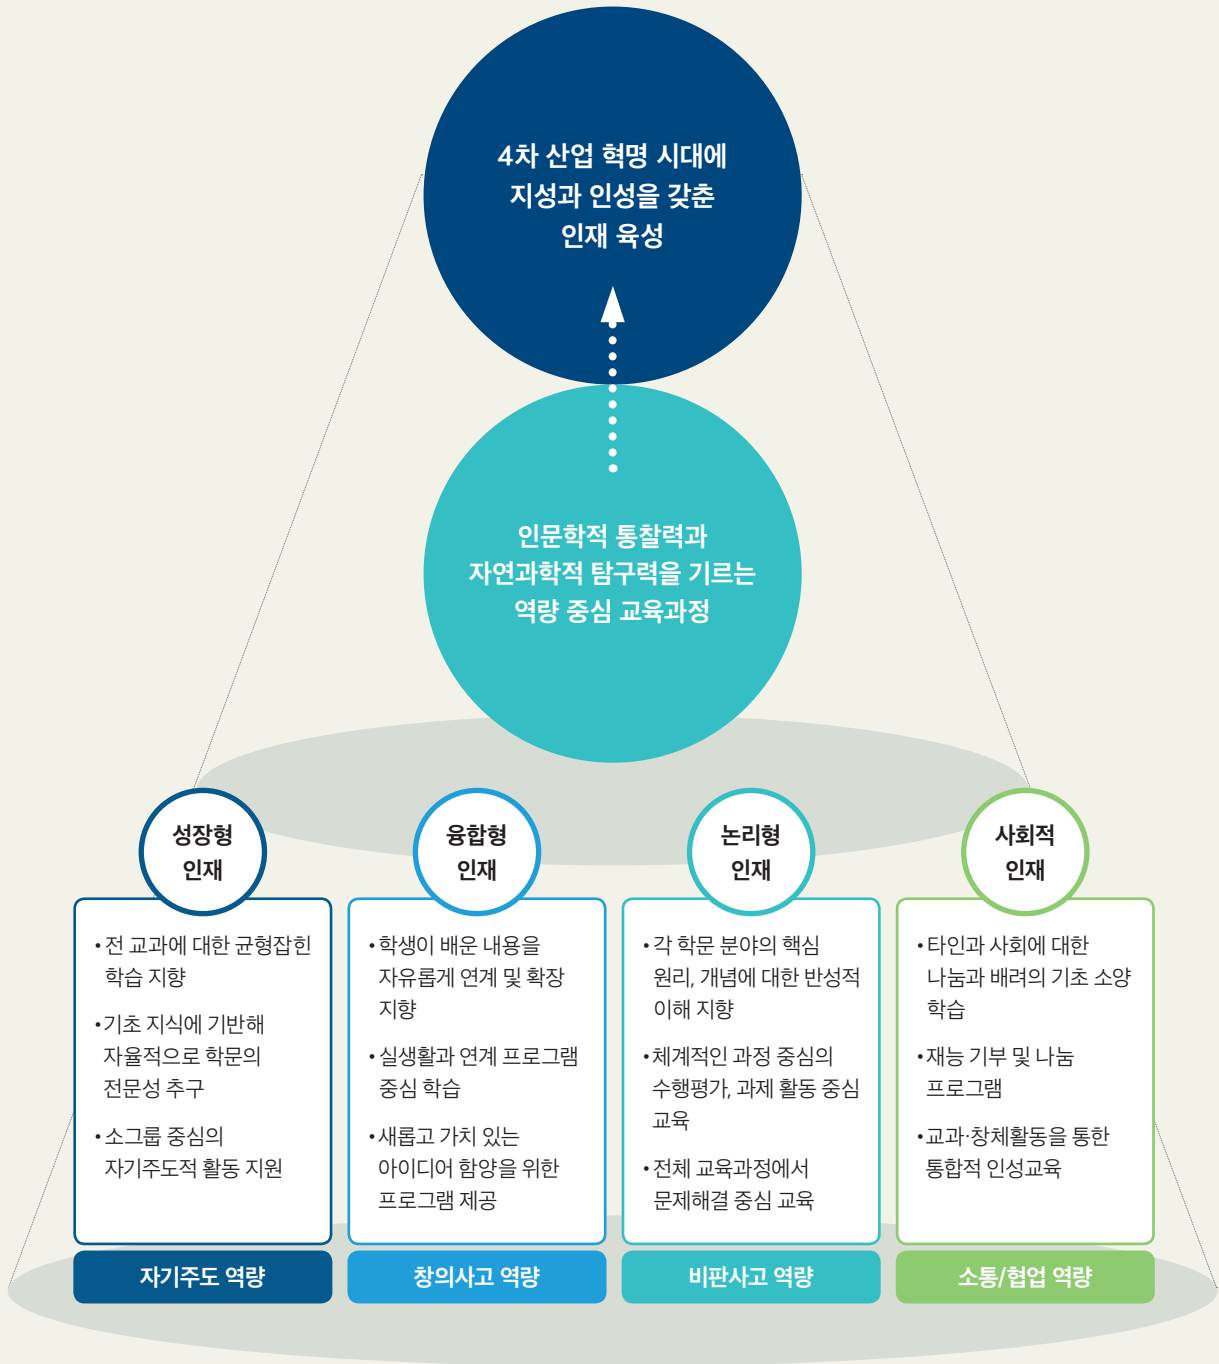 4차 산업 혁명 시대에
지성과 인성을 갖춘
인재 육성
인문학적 통찰력과
자연과학적 탐구력을 기르는
역량 중심 교육과정
성장형
인재
• 전 교과에 대한 균형잡힌
학습 지향
• 기초 지식에 기반해
자율적으로 학문의
전문성 추구
• 소그룹 중심의
자기주도적 활동 지원
자기주도 역량
융합형
인재
• 학생이 배운 내용을
자유롭게 연계 및 확장
지향
• 실생활과 연계 프로그램
중심 학습
• 새롭고 가치 있는
아이디어 함양을 위한
프로그램 제공
창의사고 역량
논리형
인재
• 각 학문 분야의 핵심
원리, 개념에 대한 반성적
이해 지향
• 체계적인 과정 중심의
수행평가, 과제 활동 중심
교육
• 전체 교육과정에서
문제해결 중심 교육
비판사고 역량
사회적
인재
• 타인과 사회에 대한
나눔과 배려의 기초 소양
학습
• 재능 기부 및 나눔
프로그램
• 교과·창체활동을 통한
통합적 인성교육
소통/협업 역량